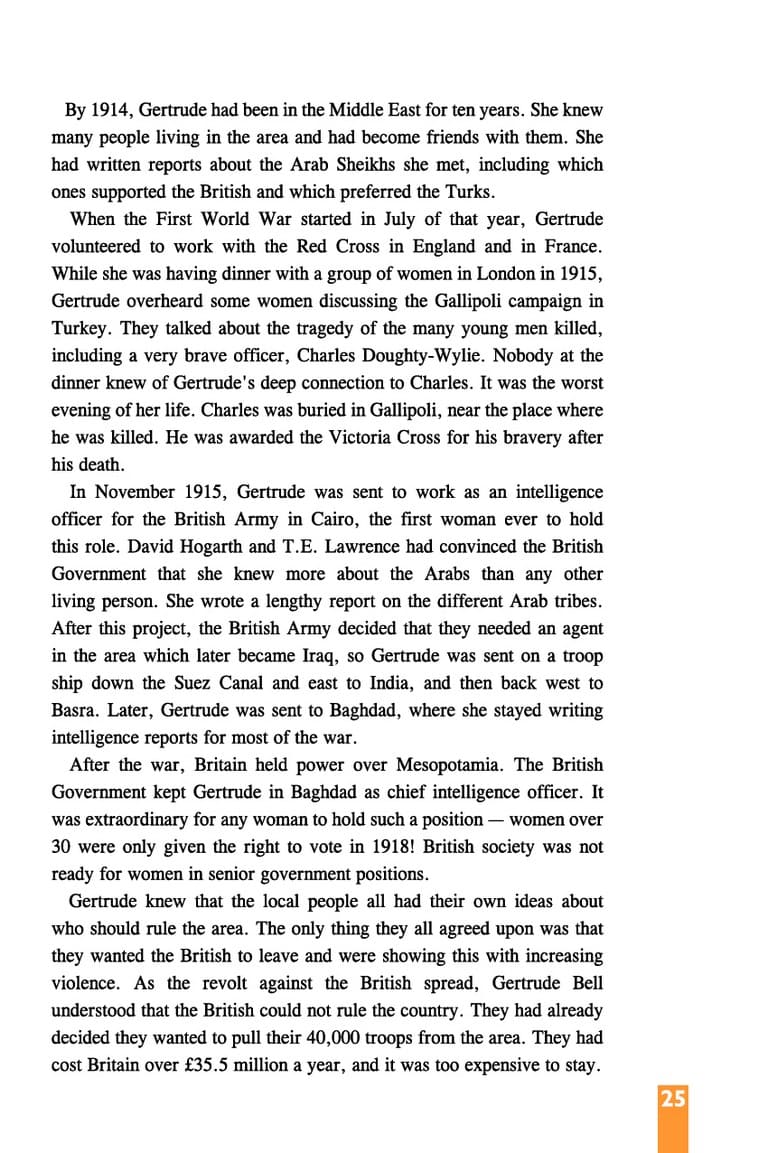 By 1914, Gertrude had been in the Middle East for ten years. She knew
many people living in the area and had become friends with them. She
had written reports about the Arab Sheikhs she met, including which
ones supported the British and which preferred the Turks.
When the First World War started in July of that year, Gertrude
volunteered to work with the Red Cross in England and in France.
While she was having dinner with a group of women in London in 1915,
Gertrude overheard some women discussing the Gallipoli campaign in
Turkey. They talked about the tragedy of the many young men killed,
including a very brave officer, Charles Doughty-Wylie. Nobody at the
dinner knew of Gertrude's deep connection to Charles. It was the worst
evening of her life. Charles was buried in Gallipoli, near the place where
he was killed. He was awarded the Victoria Cross for his bravery after
his death.
In November 1915, Gertrude was sent to work as an intelligence
officer for the British Army in Cairo, the first woman ever to hold
this role. David Hogarth and T.E. Lawrence had convinced the British
Government that she knew more about the Arabs than any other
living person. She wrote a lengthy report on the different Arab tribes.
After this project, the British Army decided that they needed an agent
in the area which later became Iraq, so Gertrude was sent on a troop
ship down the Suez Canal and east to India, and then back west to
Basra. Later, Gertrude was sent to Baghdad, where she stayed writing
intelligence reports for most of the war.
After the war, Britain held power over Mesopotamia. The British
Government kept Gertrude in Baghdad as chief intelligence officer. It
was extraordinary for any woman to hold such a position — women over
30 were only given the right to vote in 1918! British society was not
ready for women in senior government positions.
Gertrude knew that the local people all had their own ideas about
who should rule the area. The only thing they all agreed upon was that
they wanted the British to leave and were showing this with increasing
violence. As the revolt against the British spread, Gertrude Bell
understood that the British could not rule the country. They had already
decided they wanted to pull their 40,000 troops from the area. They had
cost Britain over £35.5 million a year, and it was too expensive to stay.
25